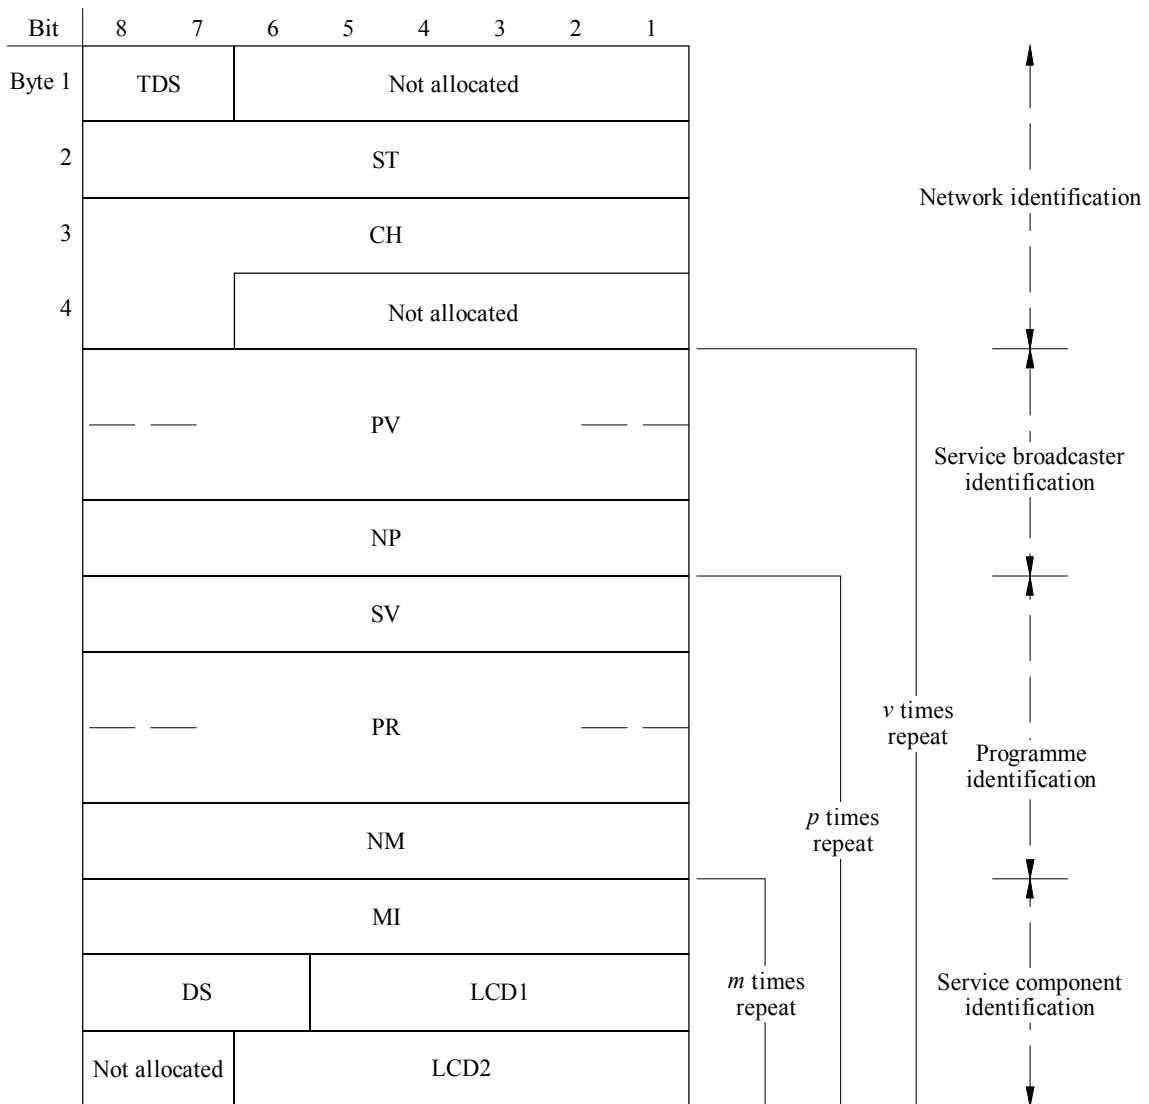 Bit 8 7 6 5 4 3 2 1
Byte 1 TDS Not allocated
2 ST
3 CH
Network identification
4 Not allocated
PV
Service broadcaster
identification
NP
SV
PR
v times
repeat
Programme
identification
p times
repeat
NM
MI
DS LCD1
m times
repeat
Service component
identification
Not allocated LCD2